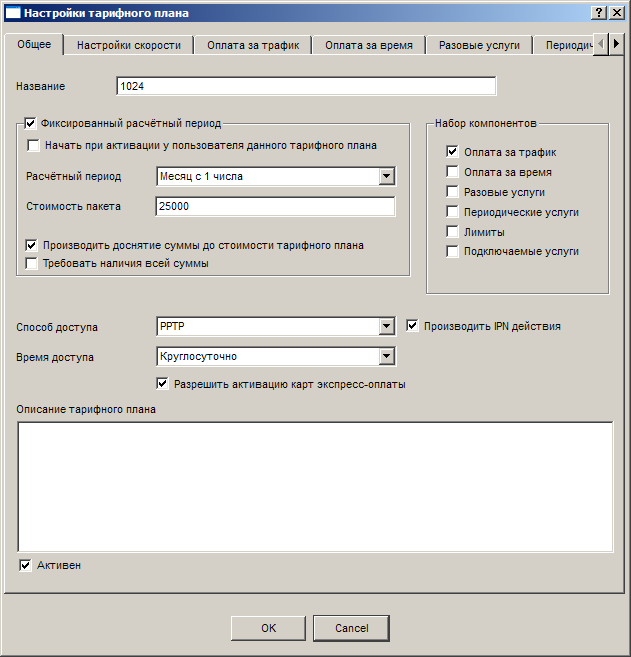 Настройки тарифного плана
Общее Настройки скорости Оплата за трафик Оплата за время Разовые услуги Периодич
Название 1024
Фиксированный расчётный период
Начать при активации у пользователя данного тарифного плана
Расчётный период Месяц с 1 числа
Стоимость пакета 25000
Производить доснятие суммы до стоимости тарифного плана
Требовать наличия всей суммы
Набор компонентов
Оплата за трафик
Оплата за время
Разовые услуги
Периодические услуги
Лимиты
Подключаемые услуги
Способ доступа PPTP Производить IPN действия
Время доступа Круглосуточно
Разрешить активацию карт экспресс-оплаты
Описание тарифного плана
Активен
OK Cancel